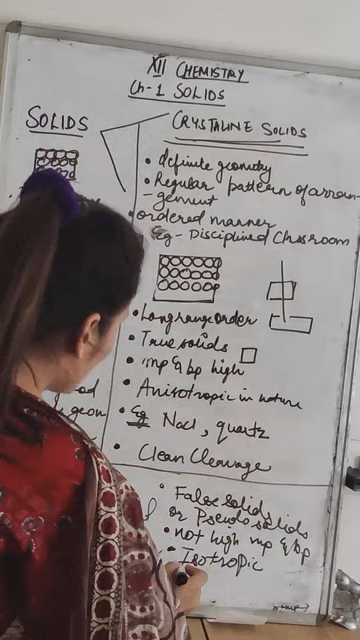 XII CHEMISTRY
Ch-1 SOLIDS
SOLIDS
CRYSTALINE SOLIDS
• definite geometry
• Regular pattern of arran-
-gement
• ordered manner
Eg - Disciplined Classroom
• Long range order
• True solids
• mp & bp high
• Anisotropic in nature
• Eg NaCl, quartz
• Clean Cleavage
geom
• False solids
or Pseudo solids
• not high mp & bp
• Isotropic